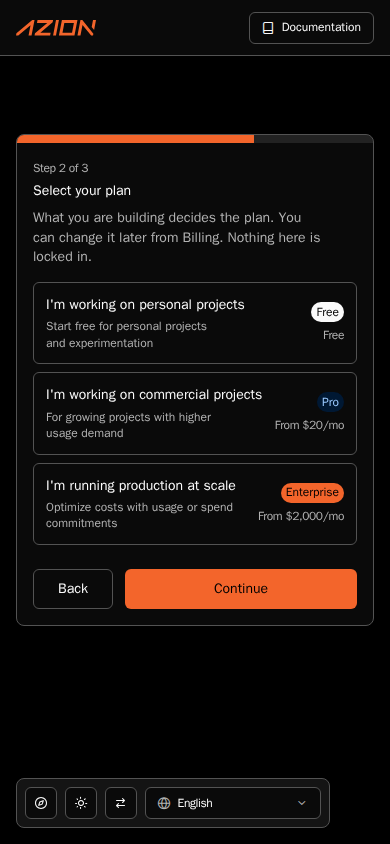 AZION
Documentation
Step 2 of 3
Select your plan
What you are building decides the plan. You
can change it later from Billing. Nothing here is
locked in.
I'm working on personal projects
Free
Start free for personal projects
and experimentation
Free
I'm working on commercial projects
Pro
For growing projects with higher
usage demand
From $20/mo
I'm running production at scale
Enterprise
Optimize costs with usage or spend
commitments
From $2,000/mo
Back
Continue
English